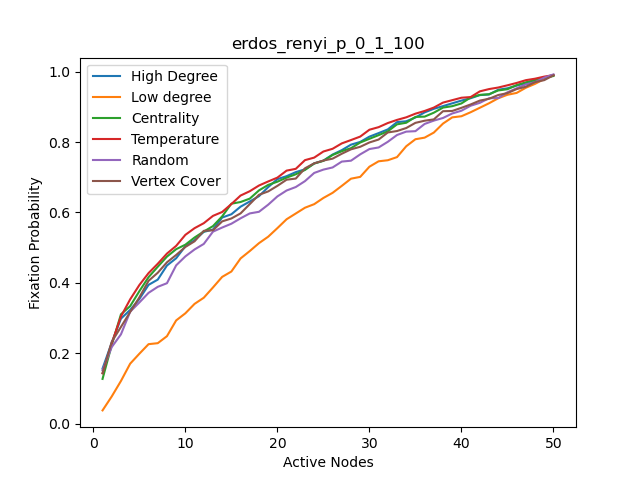 erdos_renyi_p_0_1_100
High Degree
Low degree
Centrality
Temperature
Random
Vertex Cover
Fixation Probability
1.0
0.8
0.6
0.4
0.2
0.0
0
10
20
30
40
50
Active Nodes